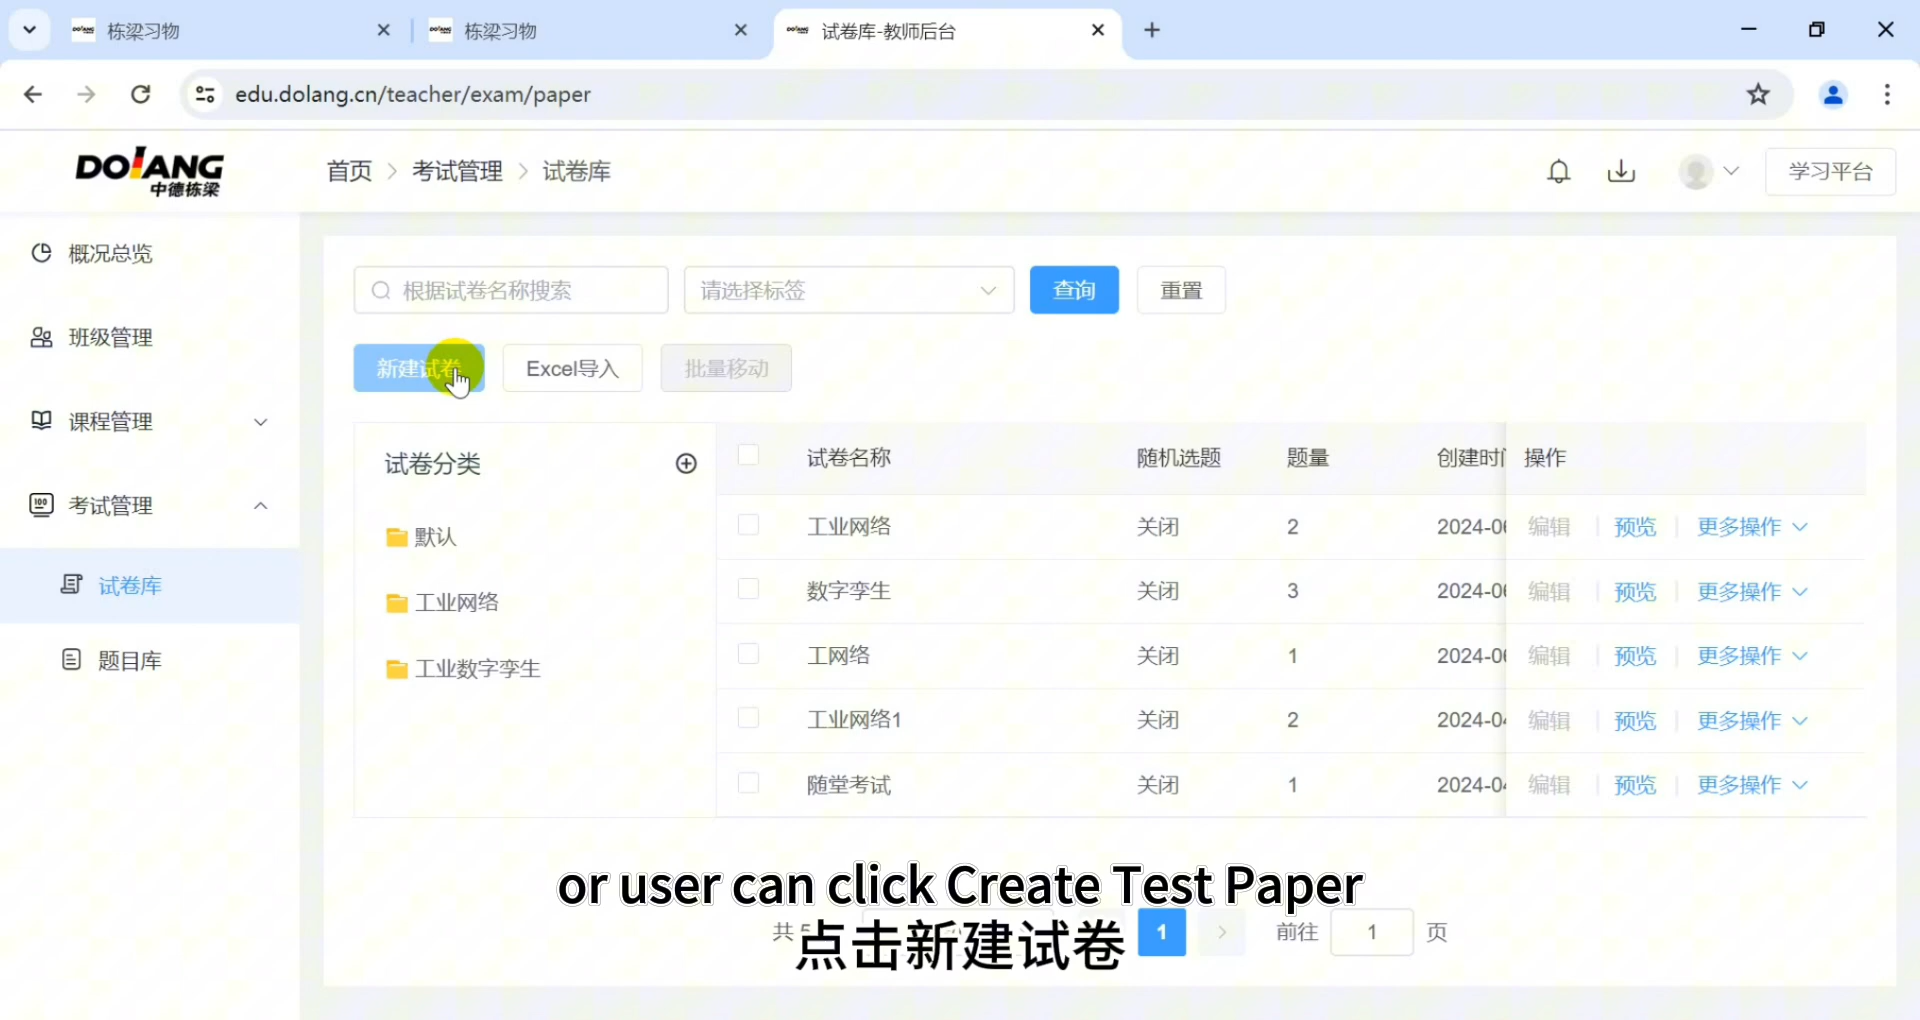 栋梁习物
栋梁习物
试卷库-教师后台
edu.dolang.cn/teacher/exam/paper
DOLANG
中德栋梁
首页 > 考试管理 > 试卷库
学习平台
概况总览
班级管理
课程管理
考试管理
试卷库
题目库
根据试卷名称搜索
请选择标签
查询
重置
新建试卷
Excel导入
批量移动
试卷分类
默认
工业网络
工业数字孪生
试卷名称 随机选题 题量 创建时间 操作
工业网络 关闭 2 2024-06 编辑 预览 更多操作
数字孪生 关闭 3 2024-06 编辑 预览 更多操作
工网络 关闭 1 2024-06 编辑 预览 更多操作
工业网络1 关闭 2 2024-04 编辑 预览 更多操作
随堂考试 关闭 1 2024-04 编辑 预览 更多操作
or user can click Create Test Paper
共 5 1 前往 1 页
点击新建试卷